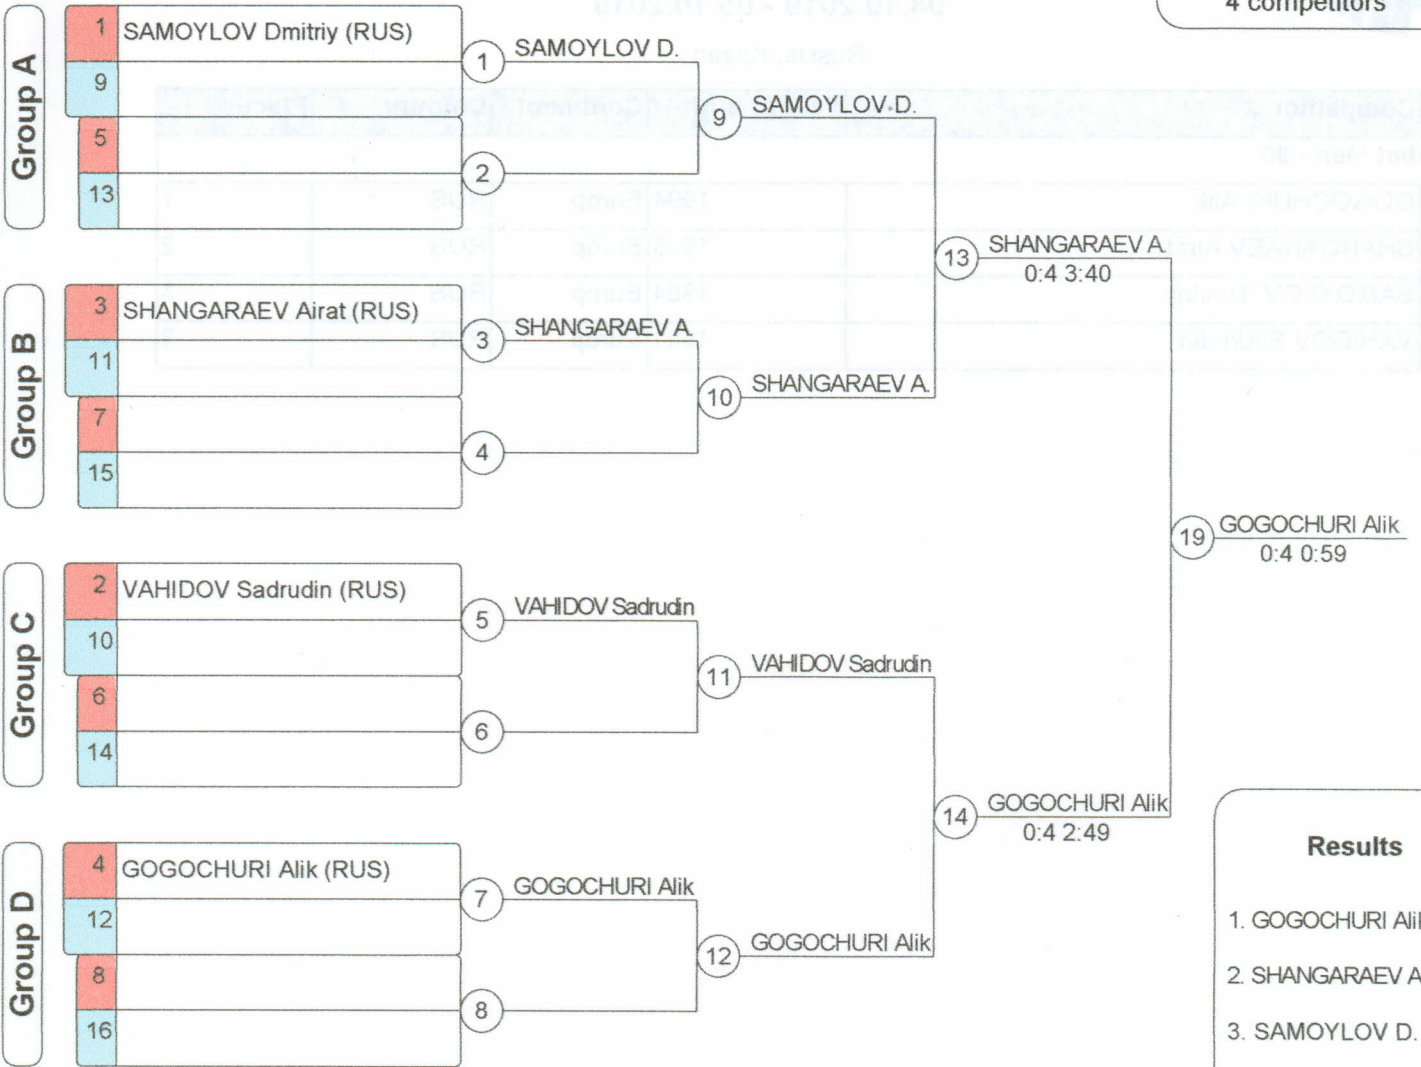 4 competitors
Group A
1 SAMOYLOV Dmitriy (RUS)
9
5
13
1 SAMOYLOV D.
2
9 SAMOYLOV D.
Group B
3 SHANGARAEV Airat (RUS)
11
7
15
3 SHANGARAEV A.
4
10 SHANGARAEV A.
13 SHANGARAEV A.
0:4 3:40
Group C
2 VAHIDOV Sadrudin (RUS)
10
6
14
5 VAHIDOV Sadrudin
6
11 VAHIDOV Sadrudin
Group D
4 GOGOCHURI Alik (RUS)
12
8
16
7 GOGOCHURI Alik
8
12 GOGOCHURI Alik
14 GOGOCHURI Alik
0:4 2:49
19 GOGOCHURI Alik
0:4 0:59
Results
1. GOGOCHURI Alik
2. SHANGARAEV A
3. SAMOYLOV D.